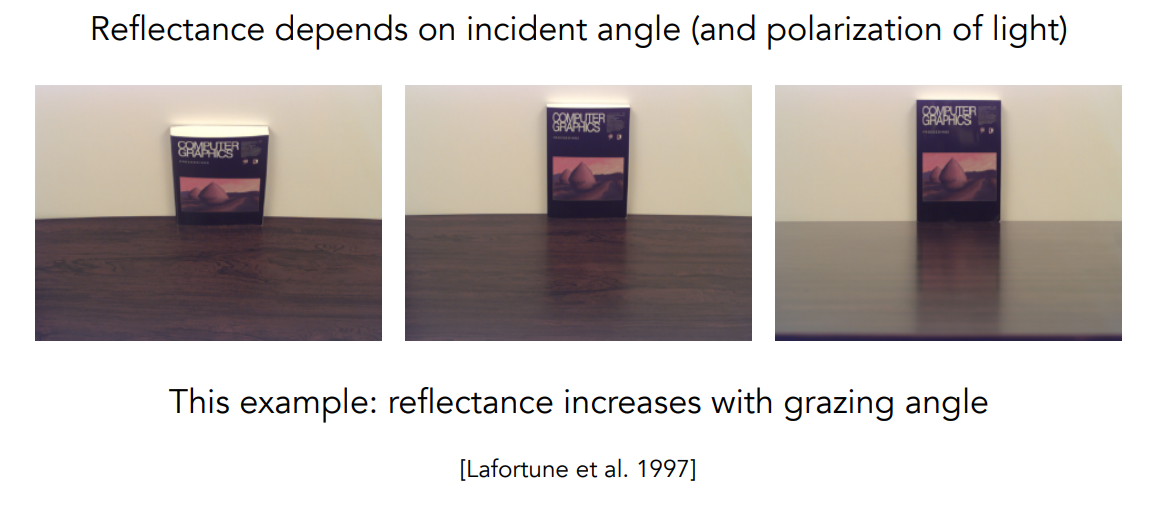 Reflectance depends on incident angle (and polarization of light)
COMPUTER
GRAPHICS
COMPUTER
GRAPHICS
COMPUTER
GRAPHICS
This example: reflectance increases with grazing angle
[Lafortune et al. 1997]